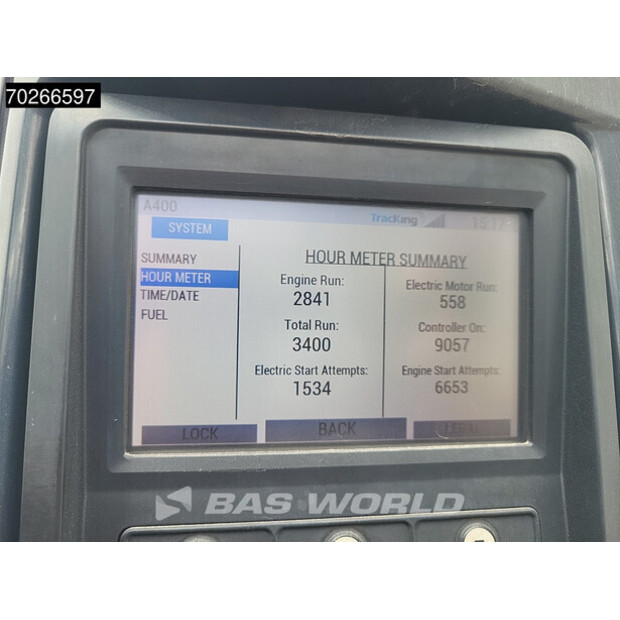 70266597
A400
TracKing
15:17
SYSTEM
SUMMARY
HOUR METER
TIME/DATE
FUEL
HOUR METER SUMMARY
Engine Run:
2841
Electric Motor Run:
558
Total Run:
3400
Controller On:
9057
Electric Start Attempts:
1534
Engine Start Attempts:
6653
LOCK
BACK
BAS WORLD